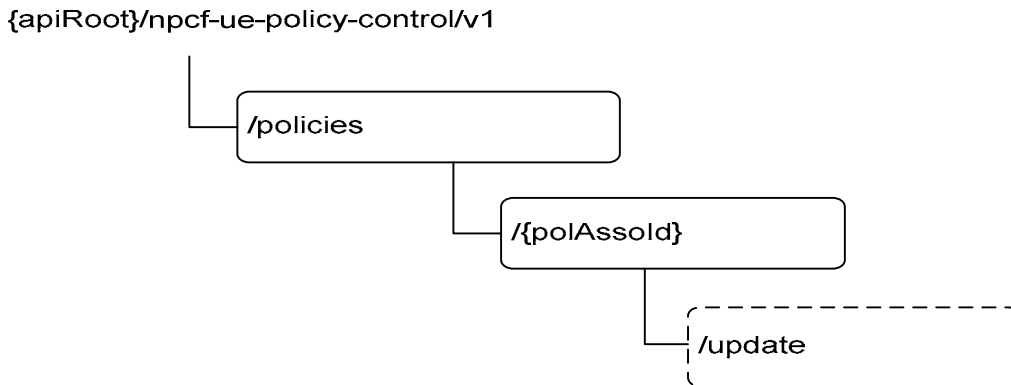 {apiRoot}/npcf-ue-policy-control/v1
/policies
/{polAssoId}
/update